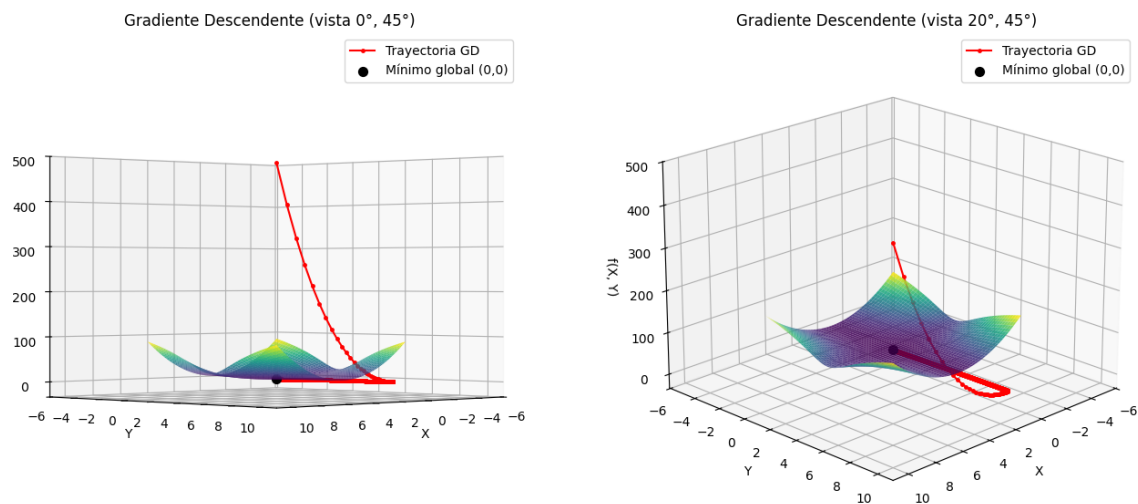 Gradiente Descendente (vista 0°, 45°)
Trayectoria GD
Mínimo global (0,0)
500
400
300
200
100
0
−6 −4 −2 0 2 4 6 8 10
Y
10 8 6 4 2 0 −2 −4 −6
X
Gradiente Descendente (vista 20°, 45°)
Trayectoria GD
Mínimo global (0,0)
500
400
300
200
100
0
f(X, Y)
−6 −4 −2 0 2 4 6 8 10
Y
10 8 6 4 2 0 −2 −4 −6
X